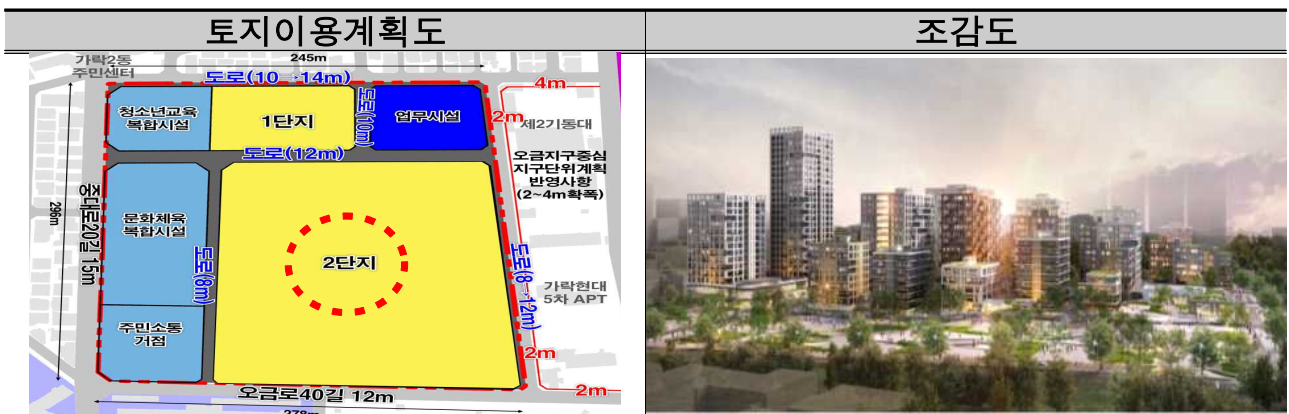 토지이용계획도
조감도
가락2동
주민센터
245m
도로(10→14m)
4m
청소년교육
복합시설
1단지
도로(10m)
업무시설
2m
제2기동대
도로(12m)
오금지구중심
지구단위계획
반영사항
(2~4m확폭)
296m
중대로20길 15m
문화체육
복합시설
도로(8m)
2단지
도로(8→12m)
가락현대
5차 APT
주민소통
거점
2m
오금로40길 12m
2m
278m